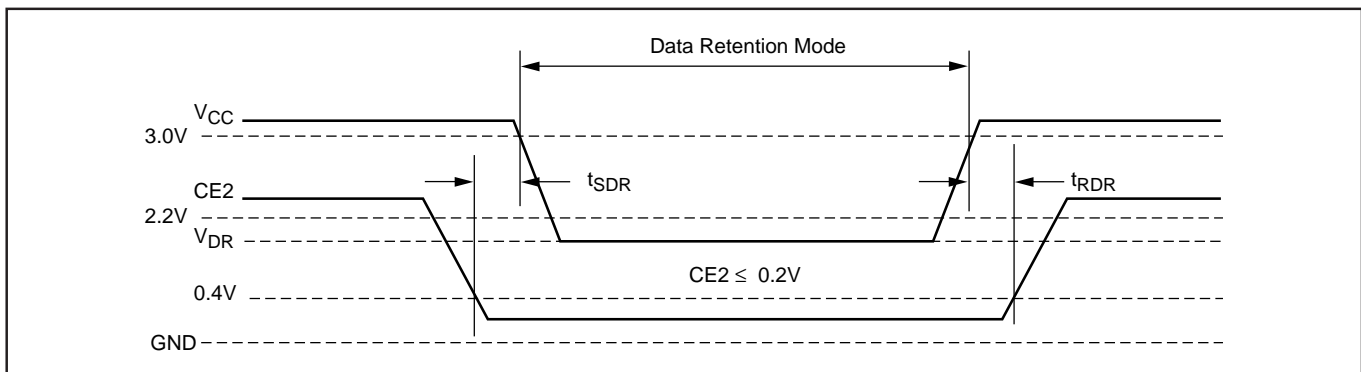 Data Retention Mode
VCC
3.0V
tSDR
tRDR
CE2
2.2V
VDR
CE2 ≤ 0.2V
0.4V
GND